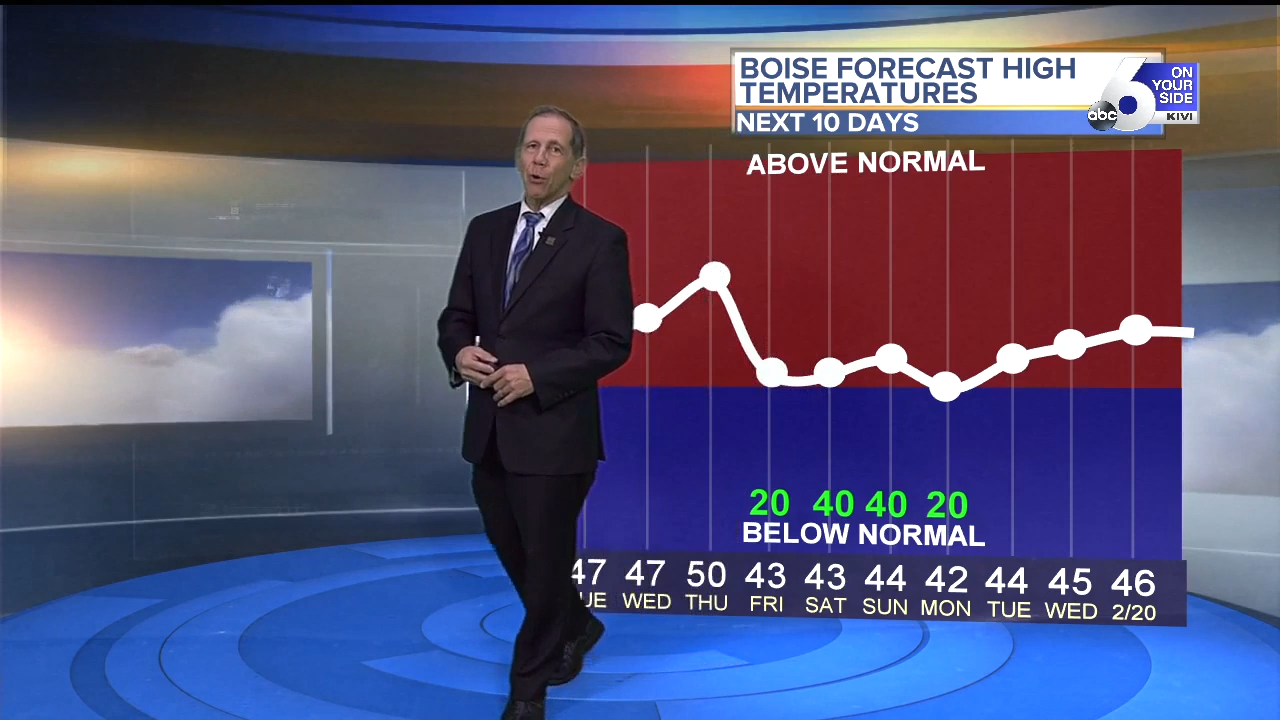 BOISE FORECAST HIGH
TEMPERATURES
NEXT 10 DAYS
abc 6 ON
YOUR
SIDE
KIVI
ABOVE NORMAL
20 40 40 20
BELOW NORMAL
47 47 50 43 43 44 42 44 45 46
UE WED THU FRI SAT SUN MON TUE WED 2/20